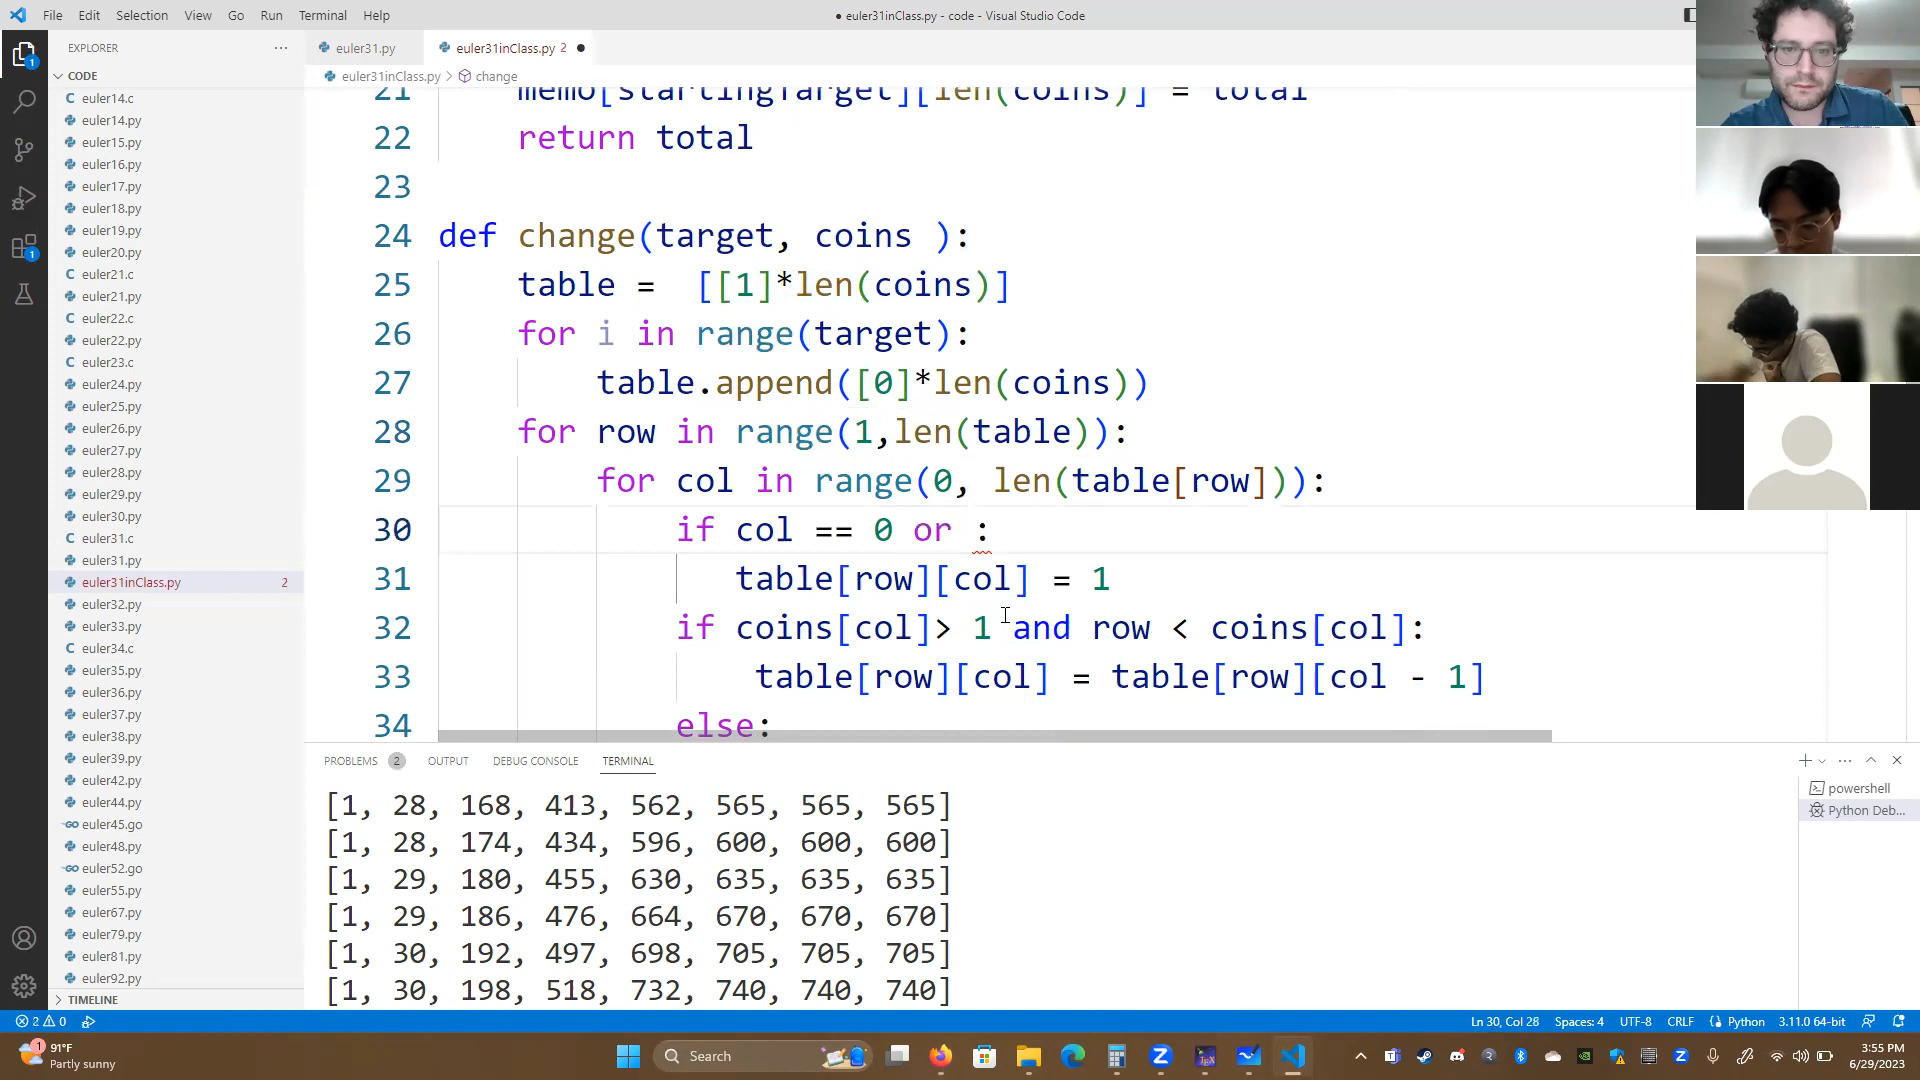 File Edit Selection View Go Run Terminal Help
● euler31inClass.py - code - Visual Studio Code
EXPLORER ···
CODE
C euler14.c
euler14.py
euler15.py
euler16.py
euler17.py
euler18.py
euler19.py
euler20.py
C euler21.c
euler21.py
C euler22.c
euler22.py
C euler23.c
euler24.py
euler25.py
euler26.py
euler27.py
euler28.py
euler29.py
euler30.py
C euler31.c
euler31.py
euler31inClass.py 2
euler32.py
euler33.py
C euler34.c
euler35.py
euler36.py
euler37.py
euler38.py
euler39.py
euler42.py
euler44.py
euler45.go
euler48.py
euler52.go
euler55.py
euler67.py
euler79.py
euler81.py
euler92.py
TIMELINE
1
1
euler31.py
euler31inClass.py 2 ●
euler31inClass.py > change
21 memo[startingTarget][len(coins)] = total
22 return total
23
24 def change(target, coins ):
25 table =  [[1]*len(coins)]
26 for i in range(target):
27 table.append([0]*len(coins))
28 for row in range(1,len(table)):
29 for col in range(0, len(table[row])):
30 if col == 0 or :
31 table[row][col] = 1
32 if coins[col]> 1 and row < coins[col]:
33 table[row][col] = table[row][col - 1]
34 else:
PROBLEMS 2 OUTPUT DEBUG CONSOLE TERMINAL
[1, 28, 168, 413, 562, 565, 565, 565]
[1, 28, 174, 434, 596, 600, 600, 600]
[1, 29, 180, 455, 630, 635, 635, 635]
[1, 29, 186, 476, 664, 670, 670, 670]
[1, 30, 192, 497, 698, 705, 705, 705]
[1, 30, 198, 518, 732, 740, 740, 740]
powershell
Python Deb...
2 0
Ln 30, Col 28 Spaces: 4 UTF-8 CRLF Python 3.11.0 64-bit
1
91°F
Partly sunny
Search
3:55 PM
6/29/2023